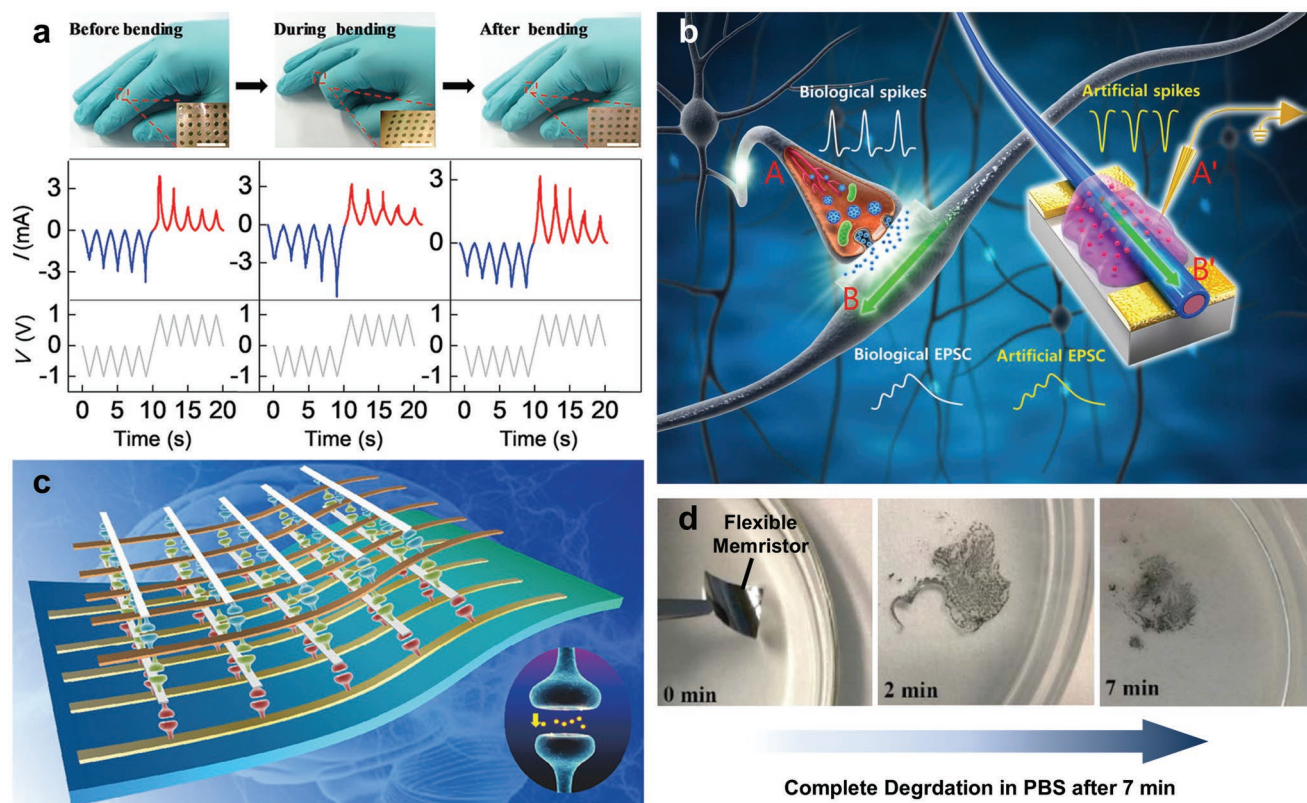 a
Before bending
During bending
After bending
I (mA)
3
0
-3
3
0
-3
3
0
V (V)
1
0
-1
1
0
-1
1
0
-1
0 5 10 15 20
0 5 10 15 20
0 5 10 15 20
Time (s)
Time (s)
Time (s)
b
Biological spikes
Artificial spikes
A
A'
B
B'
Biological EPSC
Artificial EPSC
c
d
Flexible
Memristor
0 min
2 min
7 min
Complete Degrdation in PBS after 7 min